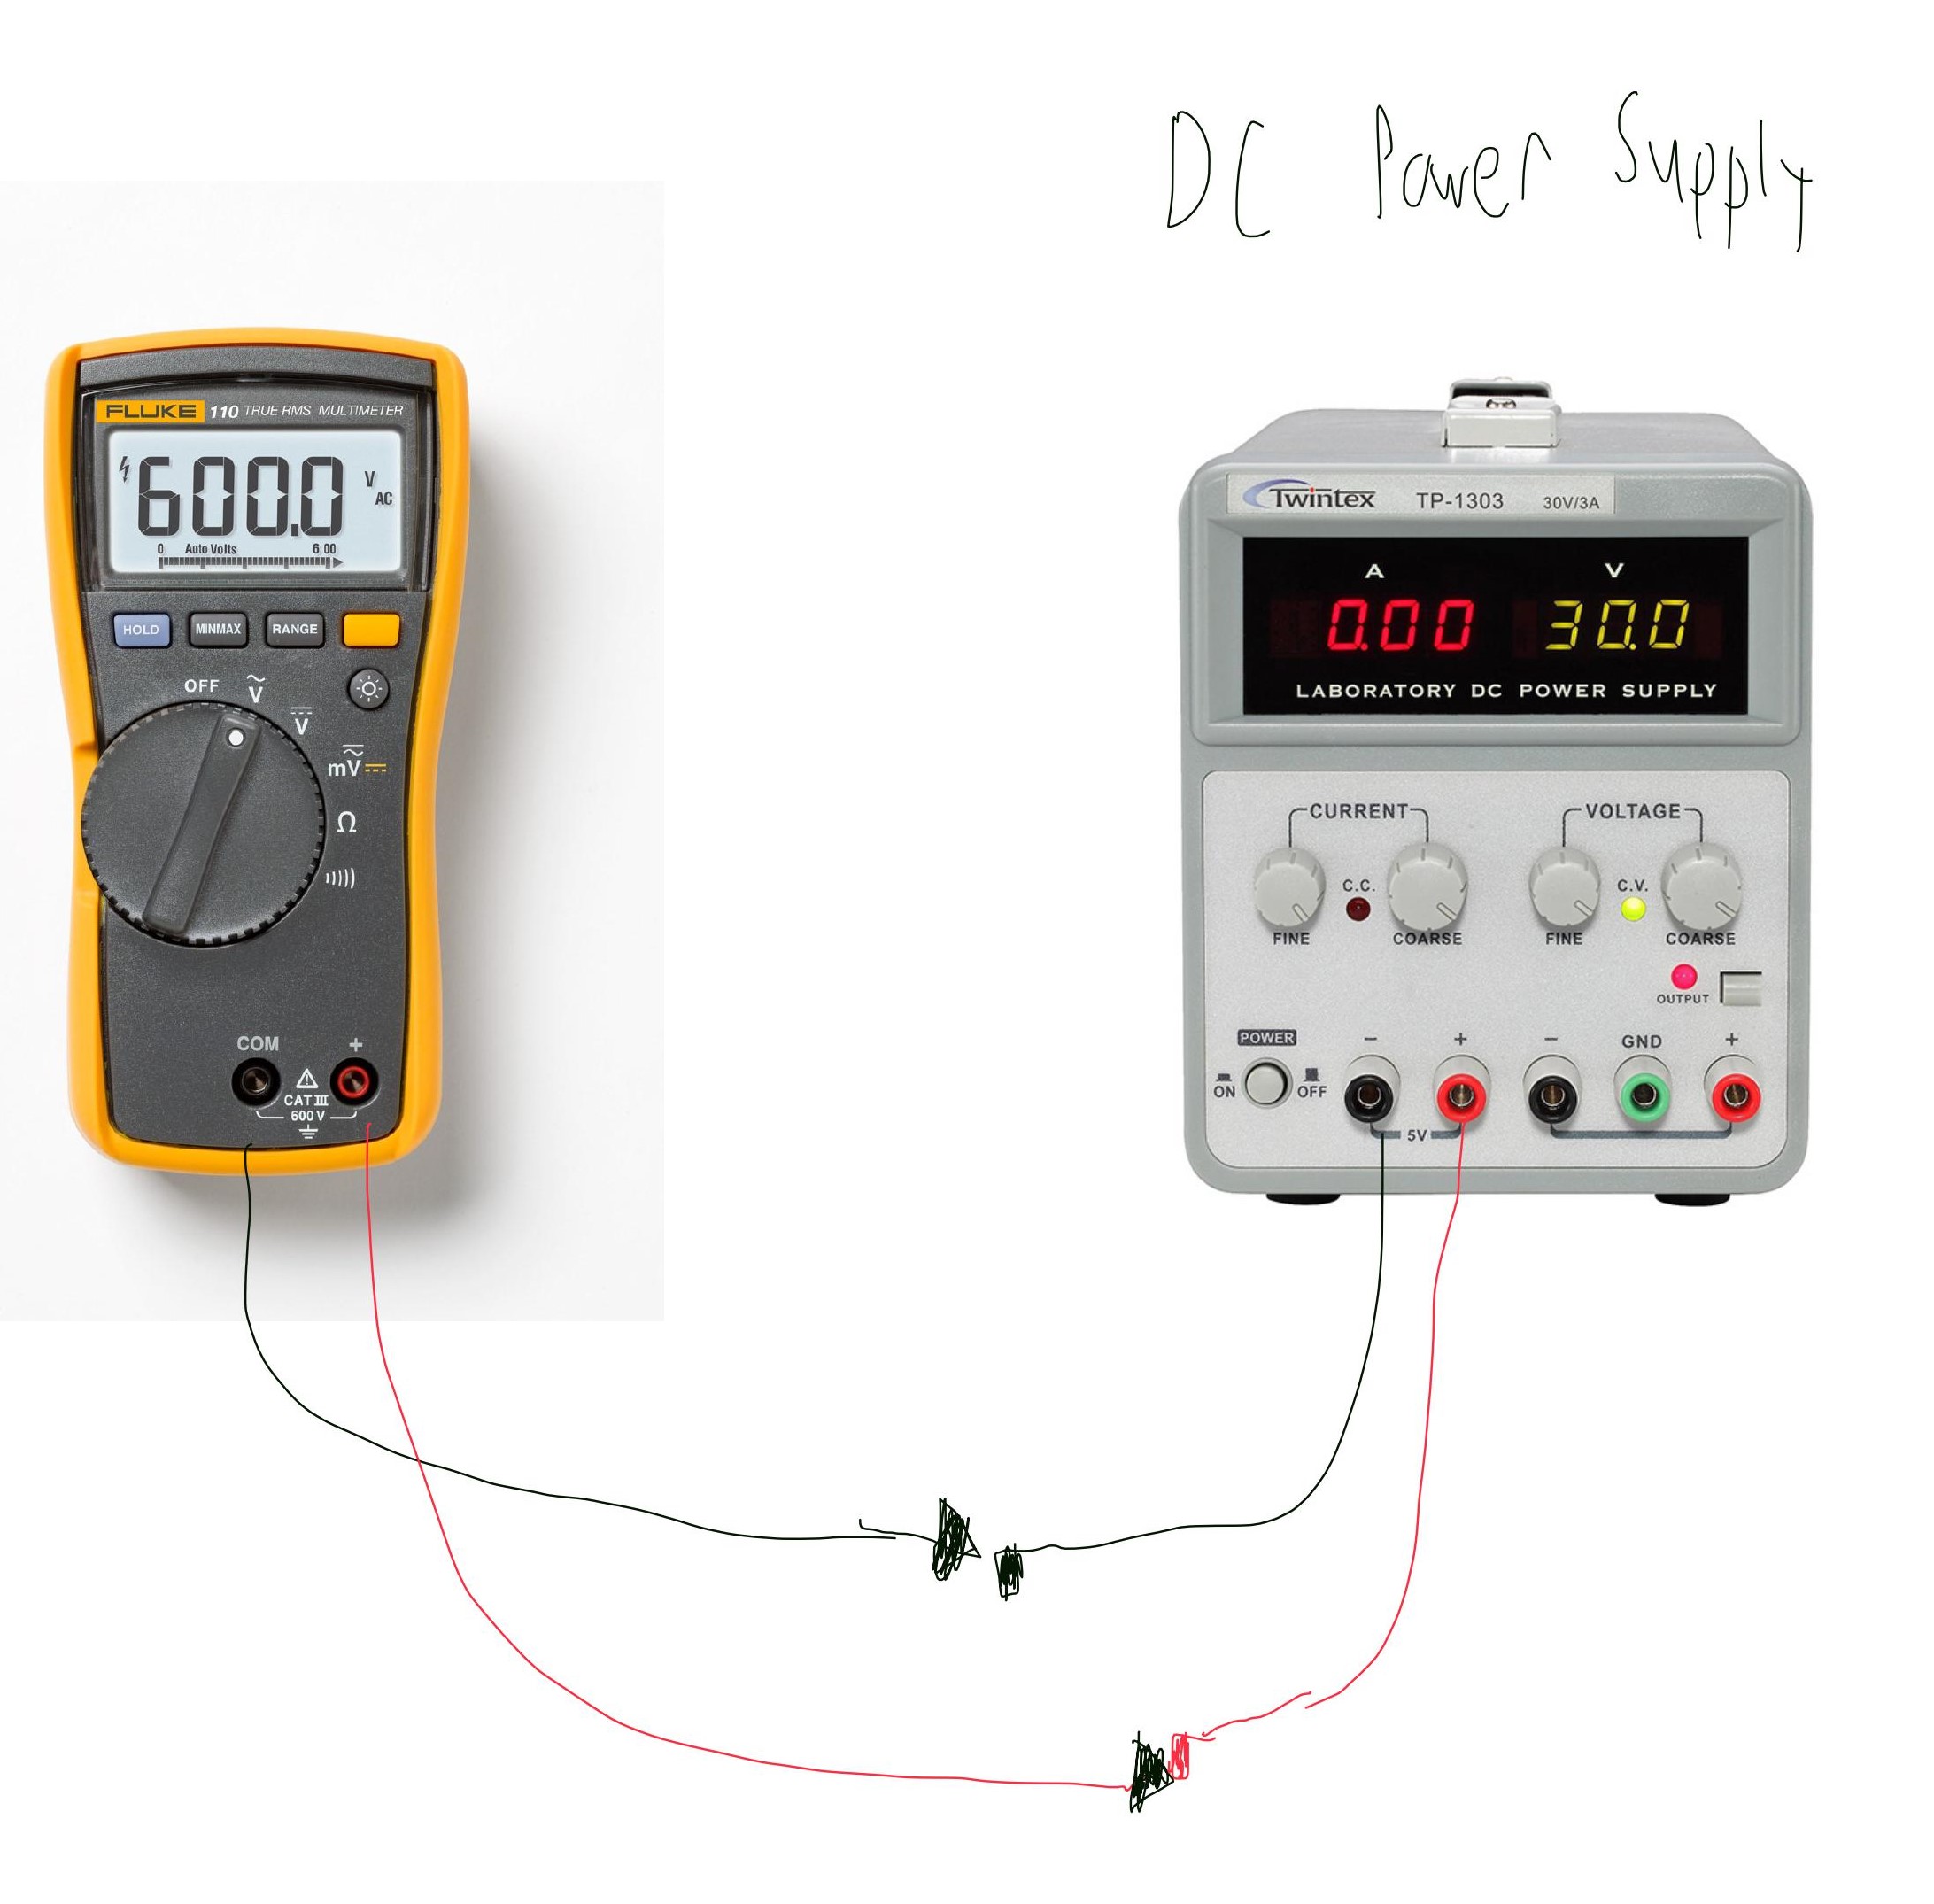 DC Power Supply
FLUKE 110 TRUE RMS MULTIMETER
600.0 V AC
0 Auto Volts 6 00
HOLD MINMAX RANGE
OFF V
V
mV
Ω
COM +
CAT III
600 V
Twintex TP-1303 30V/3A
A V
0.00 30.0
LABORATORY DC POWER SUPPLY
CURRENT VOLTAGE
C.C. C.V.
FINE COARSE FINE COARSE
OUTPUT
POWER - + - GND +
ON OFF
5V